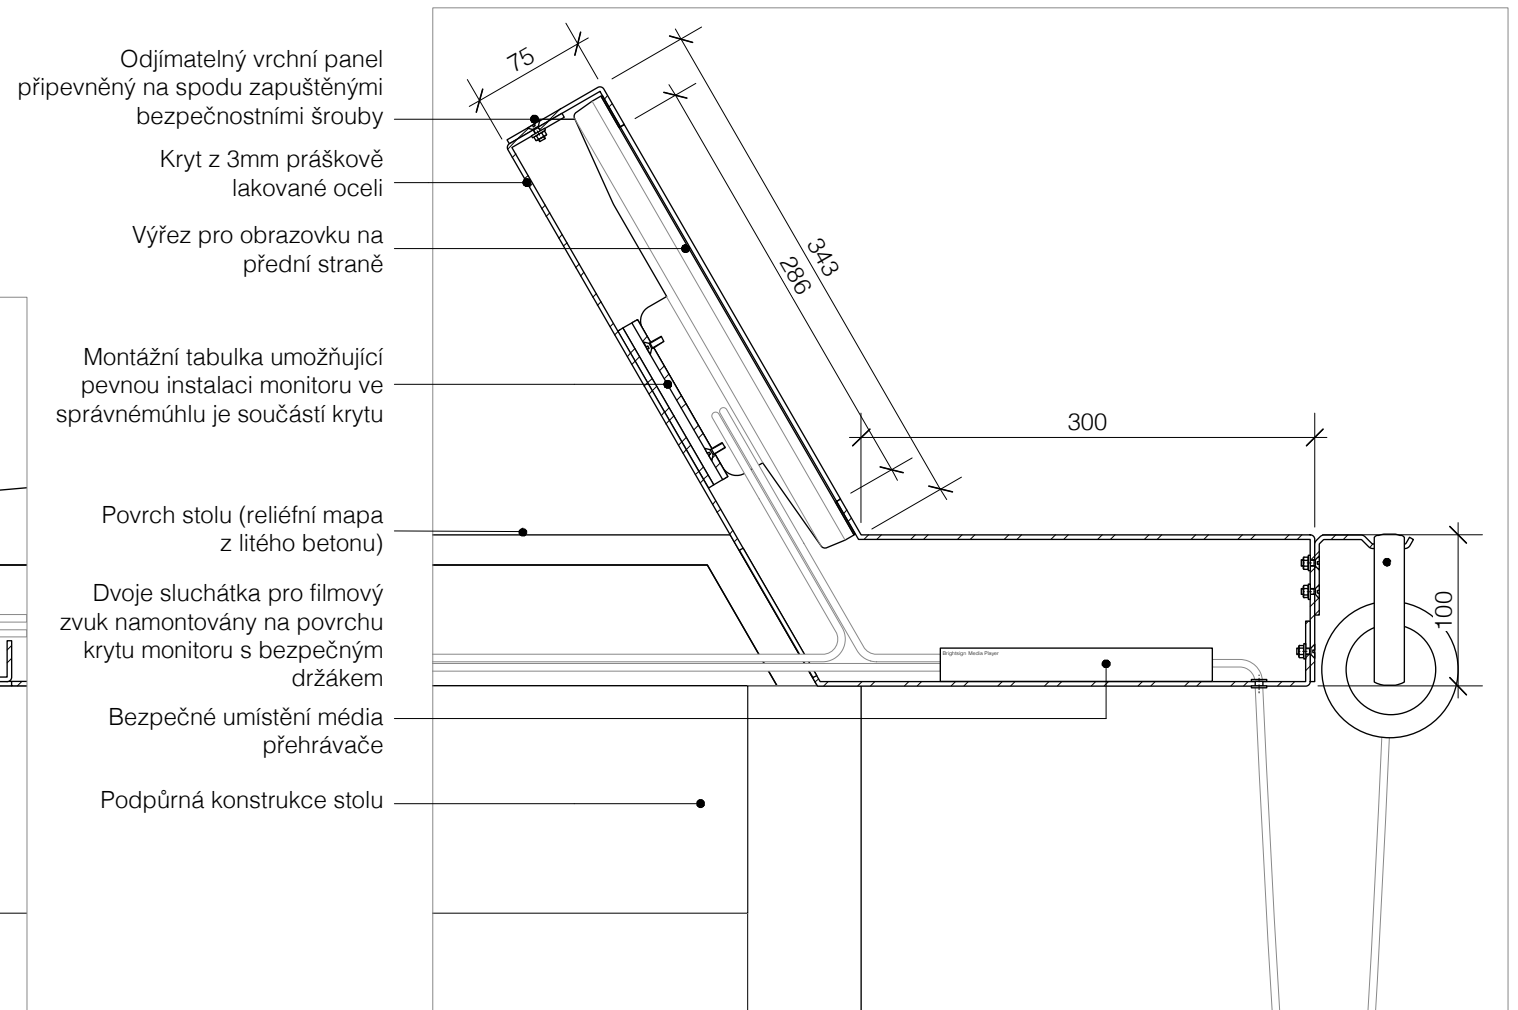 Odjímatelný vrchní panel
připevněný na spodu zapuštěnými
bezpečnostními šrouby
Kryt z 3mm práškově
lakované oceli
Výřez pro obrazovku na
přední straně
Montážní tabulka umožňující
pevnou instalaci monitoru ve
správnémúhlu je součástí krytu
Povrch stolu (reliéfní mapa
z litého betonu)
Dvoje sluchátka pro filmový
zvuk namontovány na povrchu
krytu monitoru s bezpečným
držákem
Bezpečné umístění média
přehrávače
Podpůrná konstrukce stolu
75
343
286
300
100
Brightsign Media Player